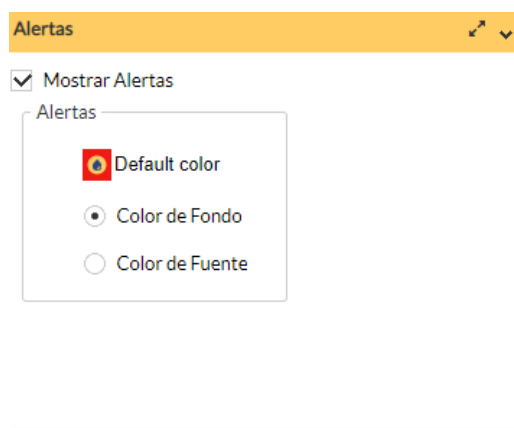 Alertas
Mostrar Alertas
Alertas
Default color
Color de Fondo
Color de Fuente